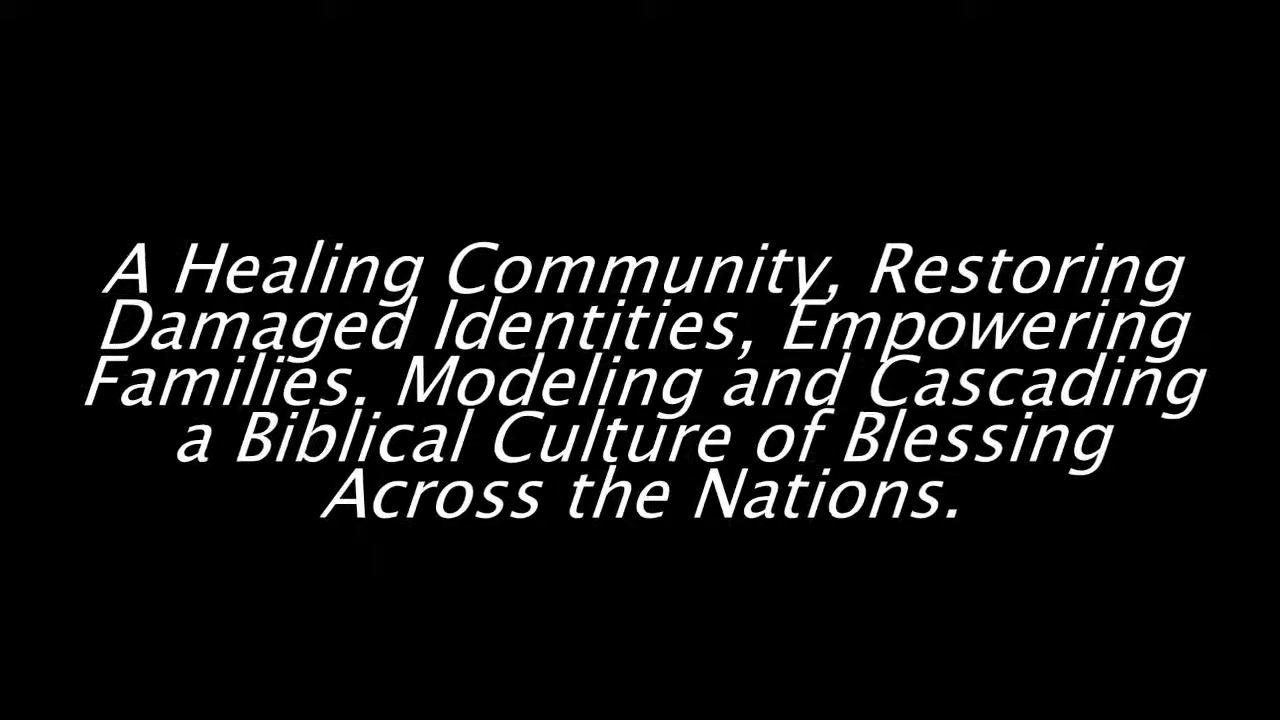 A Healing Community, Restoring
Damaged Identities, Empowering
Families. Modeling and Cascading
a Biblical Culture of Blessing
Across the Nations.